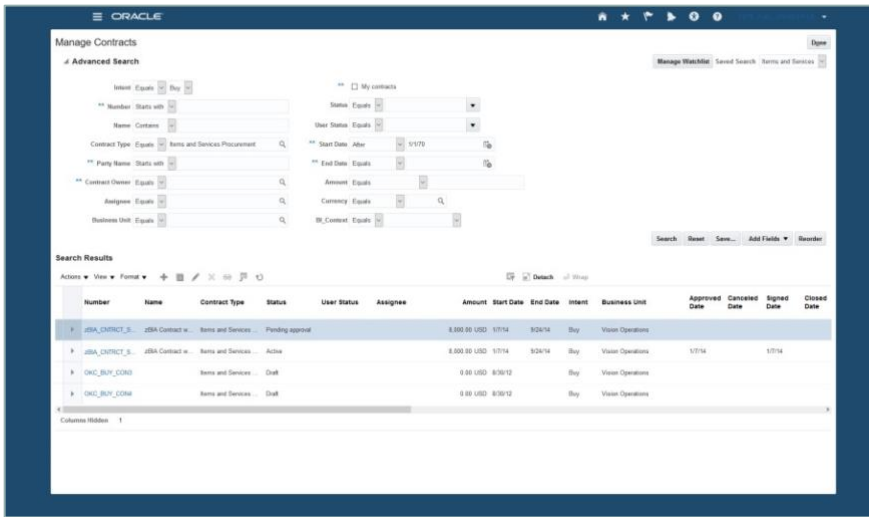 ORACLE
Manage Contracts
Done
Advanced Search
Manage Watchlist Saved Search Items and Services
Intent Equals Buy
** My contracts
** Number Starts with
Status Equals
Name Contains
User Status Equals
Contract Type Equals Items and Services Procurement
** Start Date After 1/1/70
** Party Name Starts with
** End Date Equals
** Contract Owner Equals
Amount Equals
Assignee Equals
Currency Equals
Business Unit Equals
BI_Context Equals
Search Reset Save... Add Fields Reorder
Search Results
Actions View Format Detach Wrap
Number Name Contract Type Status User Status Assignee Amount Start Date End Date Intent Business Unit Approved Date Canceled Date Signed Date Closed Date
zBIA_CNTRCT_S... zBIA Contract w... Items and Services ... Pending approval 8,000.00 USD 1/7/14 9/24/14 Buy Vision Operations
zBIA_CNTRCT_S... zBIA Contract w... Items and Services ... Active 8,000.00 USD 1/7/14 9/24/14 Buy Vision Operations 1/7/14 1/7/14
Items and Services ... Draft 0.00 USD 8/30/12 Buy Vision Operations
Items and Services ... Draft 0.00 USD 8/30/12 Buy Vision Operations
Columns Hidden 1